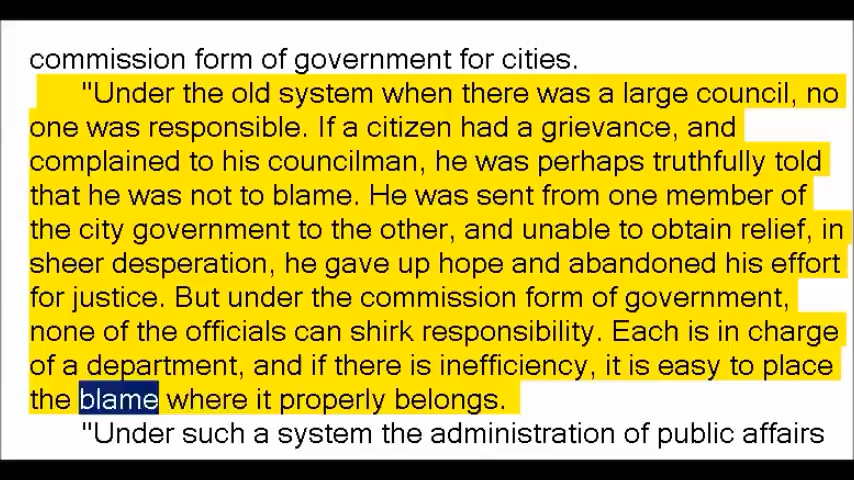 commission form of government for cities.
"Under the old system when there was a large council, no
one was responsible. If a citizen had a grievance, and
complained to his councilman, he was perhaps truthfully told
that he was not to blame. He was sent from one member of
the city government to the other, and unable to obtain relief, in
sheer desperation, he gave up hope and abandoned his effort
for justice. But under the commission form of government,
none of the officials can shirk responsibility. Each is in charge
of a department, and if there is inefficiency, it is easy to place
the blame where it properly belongs.
"Under such a system the administration of public affairs